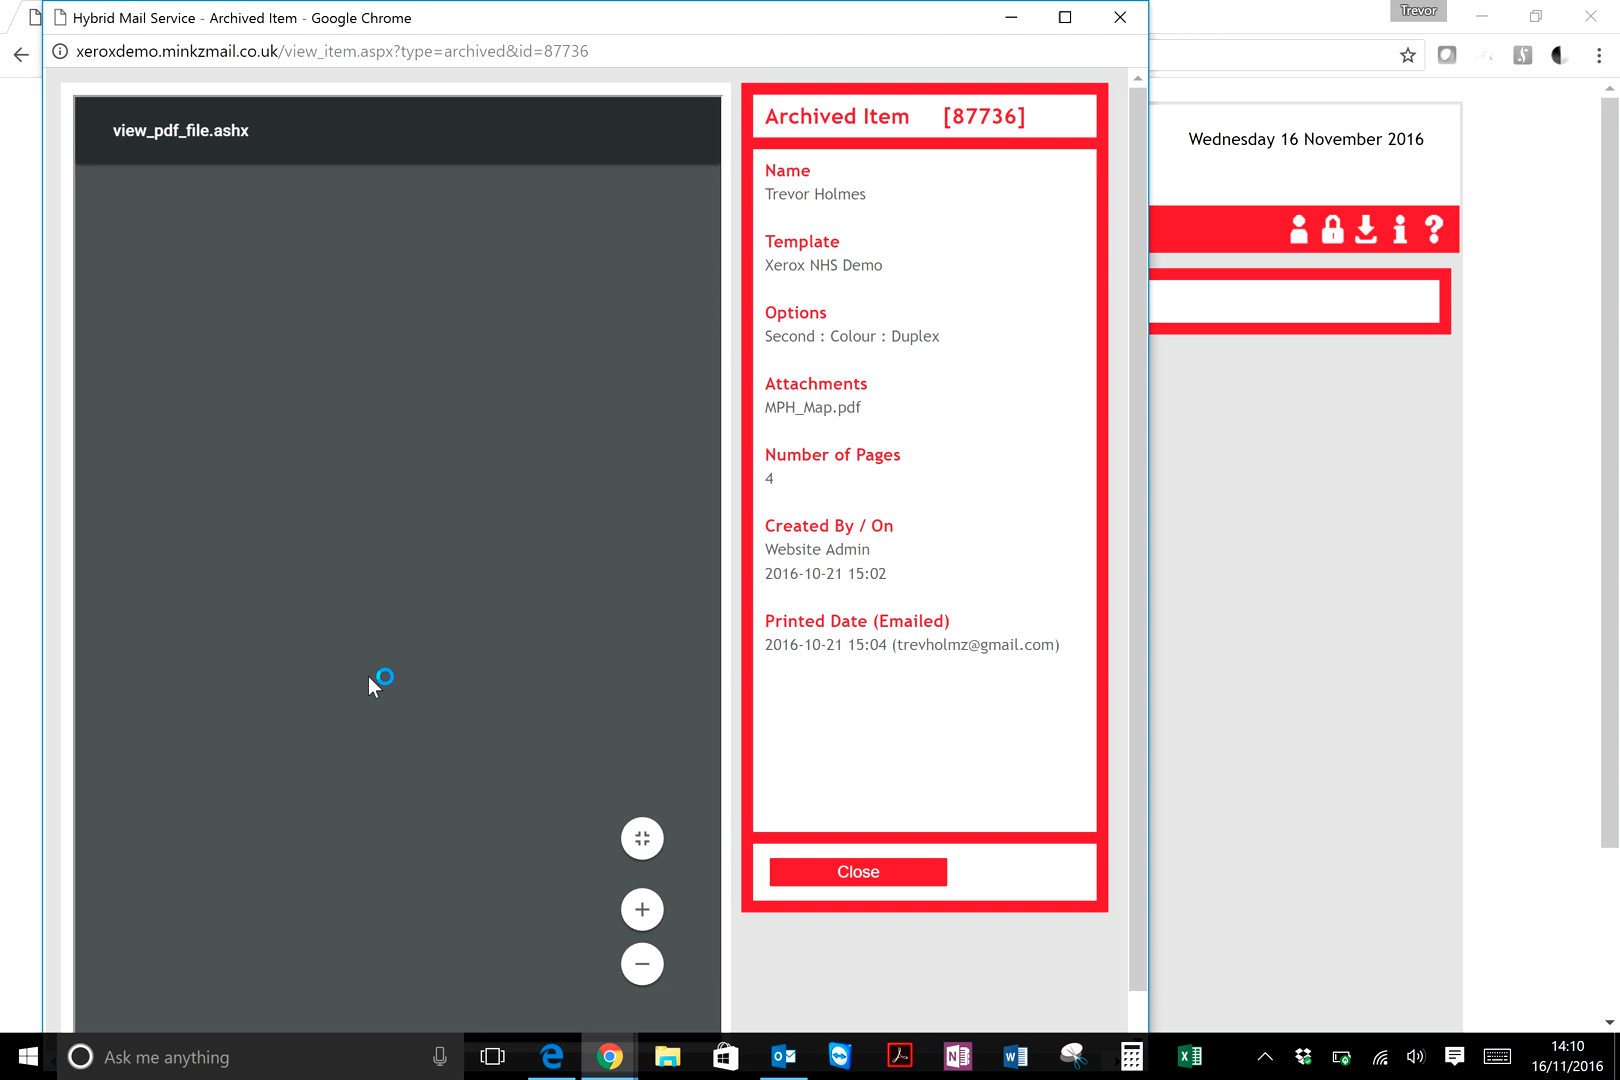 Hybrid Mail Service - Archived Item - Google Chrome
Trevor
xeroxdemo.minkzmail.co.uk/view_item.aspx?type=archived&id=87736
view_pdf_file.ashx
Archived Item [87736]
Wednesday 16 November 2016
Name
Trevor Holmes
Template
Xerox NHS Demo
Options
Second : Colour : Duplex
Attachments
MPH_Map.pdf
Number of Pages
4
Created By / On
Website Admin
2016-10-21 15:02
Printed Date (Emailed)
2016-10-21 15:04 (trevholmz@gmail.com)
Close
Ask me anything
14:10
16/11/2016